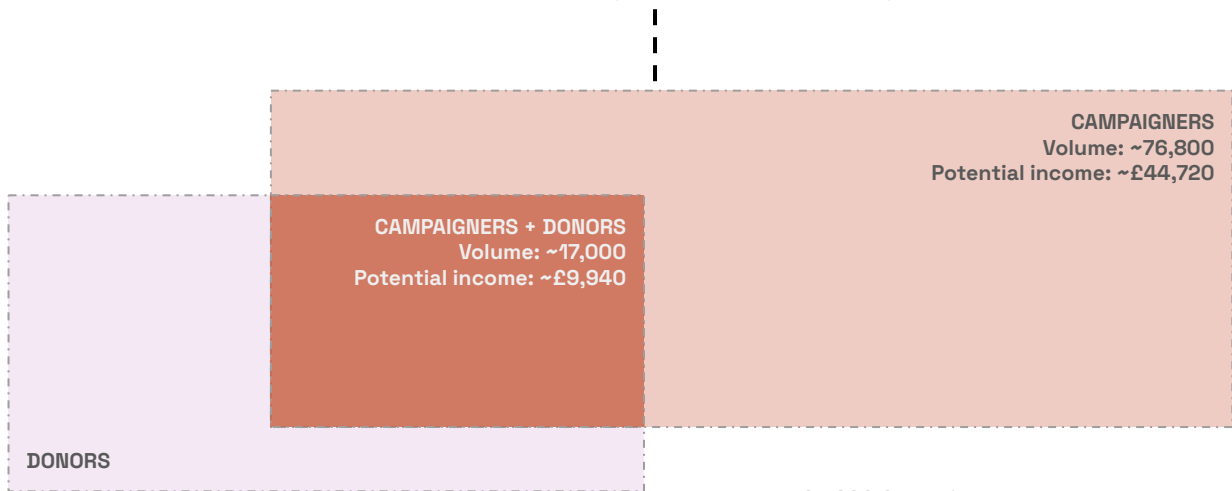 CAMPAIGNERS
Volume: ~76,800
Potential income: ~£44,720
CAMPAIGNERS + DONORS
Volume: ~17,000
Potential income: ~£9,940
DONORS